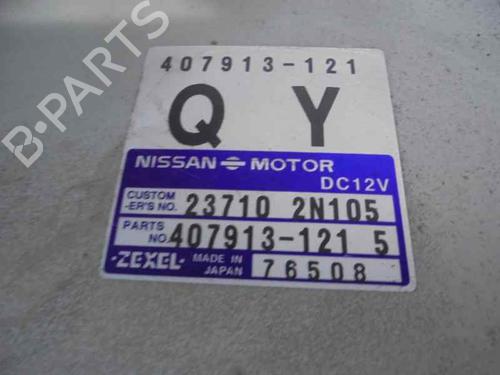 407913-121
Q Y
NISSAN MOTOR
DC12V
CUSTOM
-ER'S NO. 23710 2N105
PARTS
NO. 407913-121 5
·ZEXEL· MADE IN
JAPAN 76508
B-PARTS